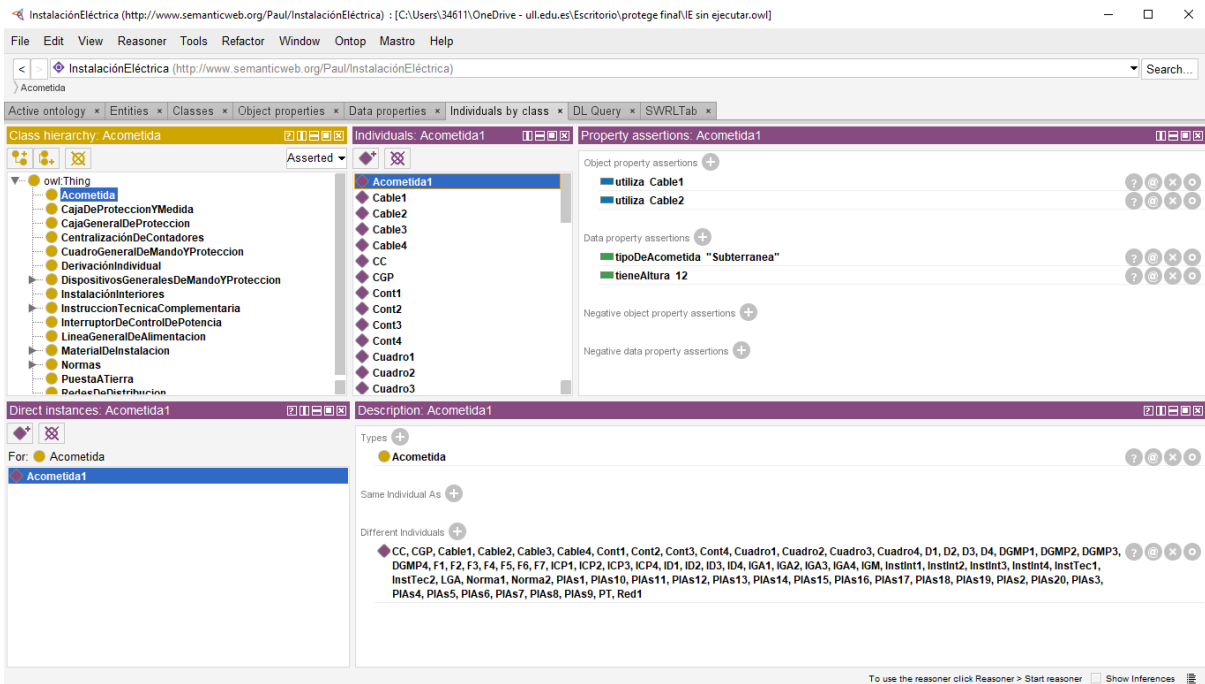 InstalaciónEléctrica (http://www.semanticweb.org/Paul/InstalaciónEléctrica) : [C:\Users\34611\OneDrive - ull.edu.es\Escritorio\protege final\IE sin ejecutar.owl]
File Edit View Reasoner Tools Refactor Window Ontop Mastro Help
< > InstalaciónEléctrica (http://www.semanticweb.org/Paul/InstalaciónEléctrica) Search...
Acometida
Active ontology × Entities × Classes × Object properties × Data properties × Individuals by class × DL Query × SWRLTab ×
Class hierarchy: Acometida
Asserted
owl:Thing
Acometida
CajaDeProteccionYMedida
CajaGeneralDeProteccion
CentralizaciónDeContadores
CuadroGeneralDeMandoYProteccion
DerivaciónIndividual
DispositivosGeneralesDeMandoYProteccion
InstalaciónInteriores
InstruccionTecnicaComplementaria
InterruptorDeControlDePotencia
LineaGeneralDeAlimentacion
MaterialDeInstalacion
Normas
PuestaATierra
RedesDeDistribucion
Individuals: Acometida1
Acometida1
Cable1
Cable2
Cable3
Cable4
CC
CGP
Cont1
Cont2
Cont3
Cont4
Cuadro1
Cuadro2
Cuadro3
Property assertions: Acometida1
Object property assertions
utiliza Cable1
utiliza Cable2
Data property assertions
tipoDeAcometida "Subterranea"
tieneAltura 12
Negative object property assertions
Negative data property assertions
Direct instances: Acometida1
For: Acometida
Acometida1
Description: Acometida1
Types
Acometida
Same Individual As
Different Individuals
CC, CGP, Cable1, Cable2, Cable3, Cable4, Cont1, Cont2, Cont3, Cont4, Cuadro1, Cuadro2, Cuadro3, Cuadro4, D1, D2, D3, D4, DGMP1, DGMP2, DGMP3,
DGMP4, F1, F2, F3, F4, F5, F6, F7, ICP1, ICP2, ICP3, ICP4, ID1, ID2, ID3, ID4, IGA1, IGA2, IGA3, IGA4, IGM, InstInt1, InstInt2, InstInt3, InstInt4, InstTec1,
InstTec2, LGA, Norma1, Norma2, PIAs1, PIAs10, PIAs11, PIAs12, PIAs13, PIAs14, PIAs15, PIAs16, PIAs17, PIAs18, PIAs19, PIAs2, PIAs20, PIAs3,
PIAs4, PIAs5, PIAs6, PIAs7, PIAs8, PIAs9, PT, Red1
To use the reasoner click Reasoner > Start reasoner Show Inferences